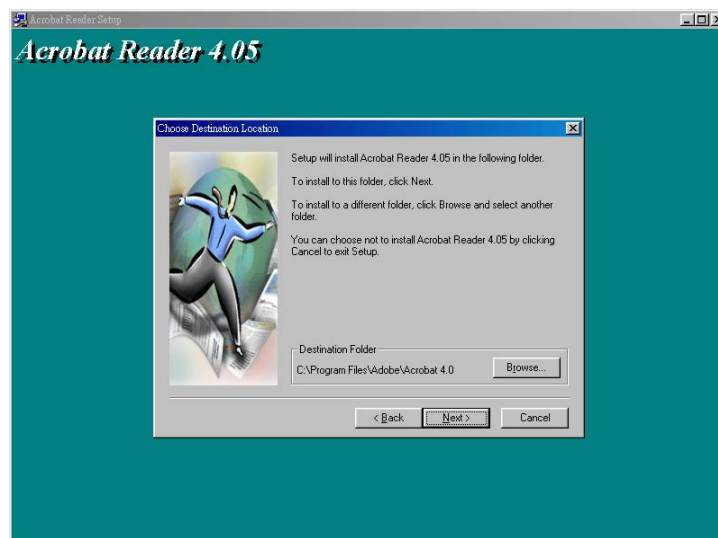 Acrobat Reader Setup
Acrobat Reader 4.05
Choose Destination Location
Setup will install Acrobat Reader 4.05 in the following folder.
To install to this folder, click Next.
To install to a different folder, click Browse and select another
folder.
You can choose not to install Acrobat Reader 4.05 by clicking
Cancel to exit Setup.
Destination Folder
C:\Program Files\Adobe\Acrobat 4.0
Browse...
< Back
Next >
Cancel